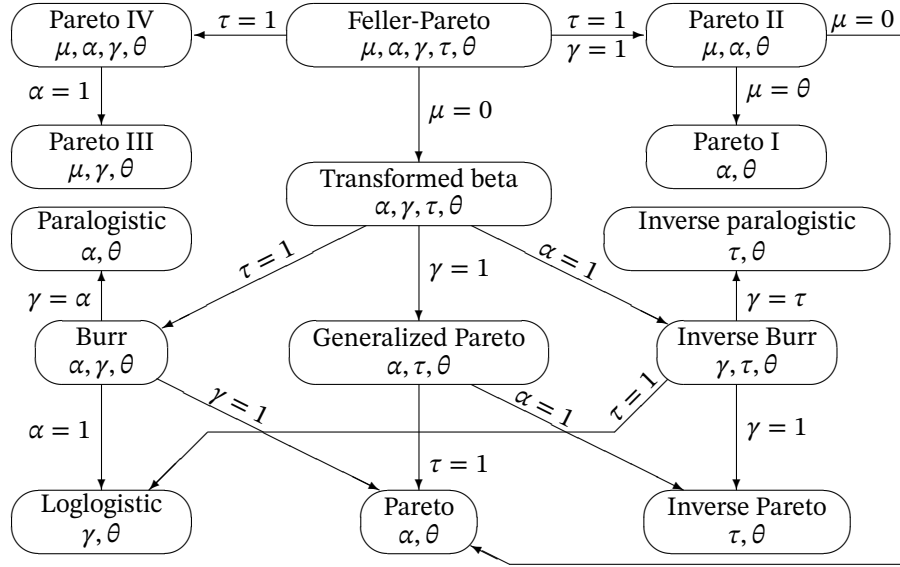 Pareto IV
μ, α, γ, θ
τ = 1
Feller-Pareto
μ, α, γ, τ, θ
τ = 1
γ = 1
Pareto II
μ, α, θ
μ = 0
α = 1
μ = 0
μ = θ
Pareto III
μ, γ, θ
Pareto I
α, θ
Transformed beta
α, γ, τ, θ
Paralogistic
α, θ
Inverse paralogistic
τ, θ
τ = 1
γ = 1
α = 1
γ = α
γ = τ
Burr
α, γ, θ
Generalized Pareto
α, τ, θ
Inverse Burr
γ, τ, θ
α = 1
γ = 1
α = 1
τ = 1
γ = 1
τ = 1
Loglogistic
γ, θ
Pareto
α, θ
Inverse Pareto
τ, θ